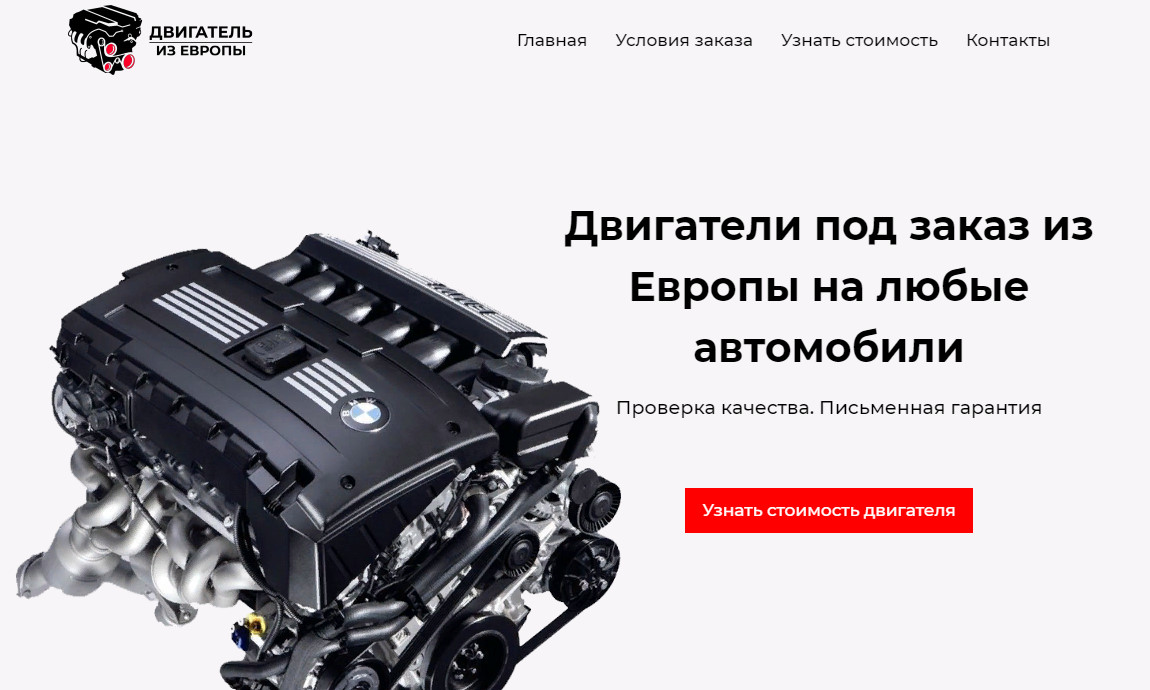 ДВИГАТЕЛЬ
ИЗ ЕВРОПЫ
Главная Условия заказа Узнать стоимость Контакты
Двигатели под заказ из
Европы на любые
автомобили
Проверка качества. Письменная гарантия
Узнать стоимость двигателя